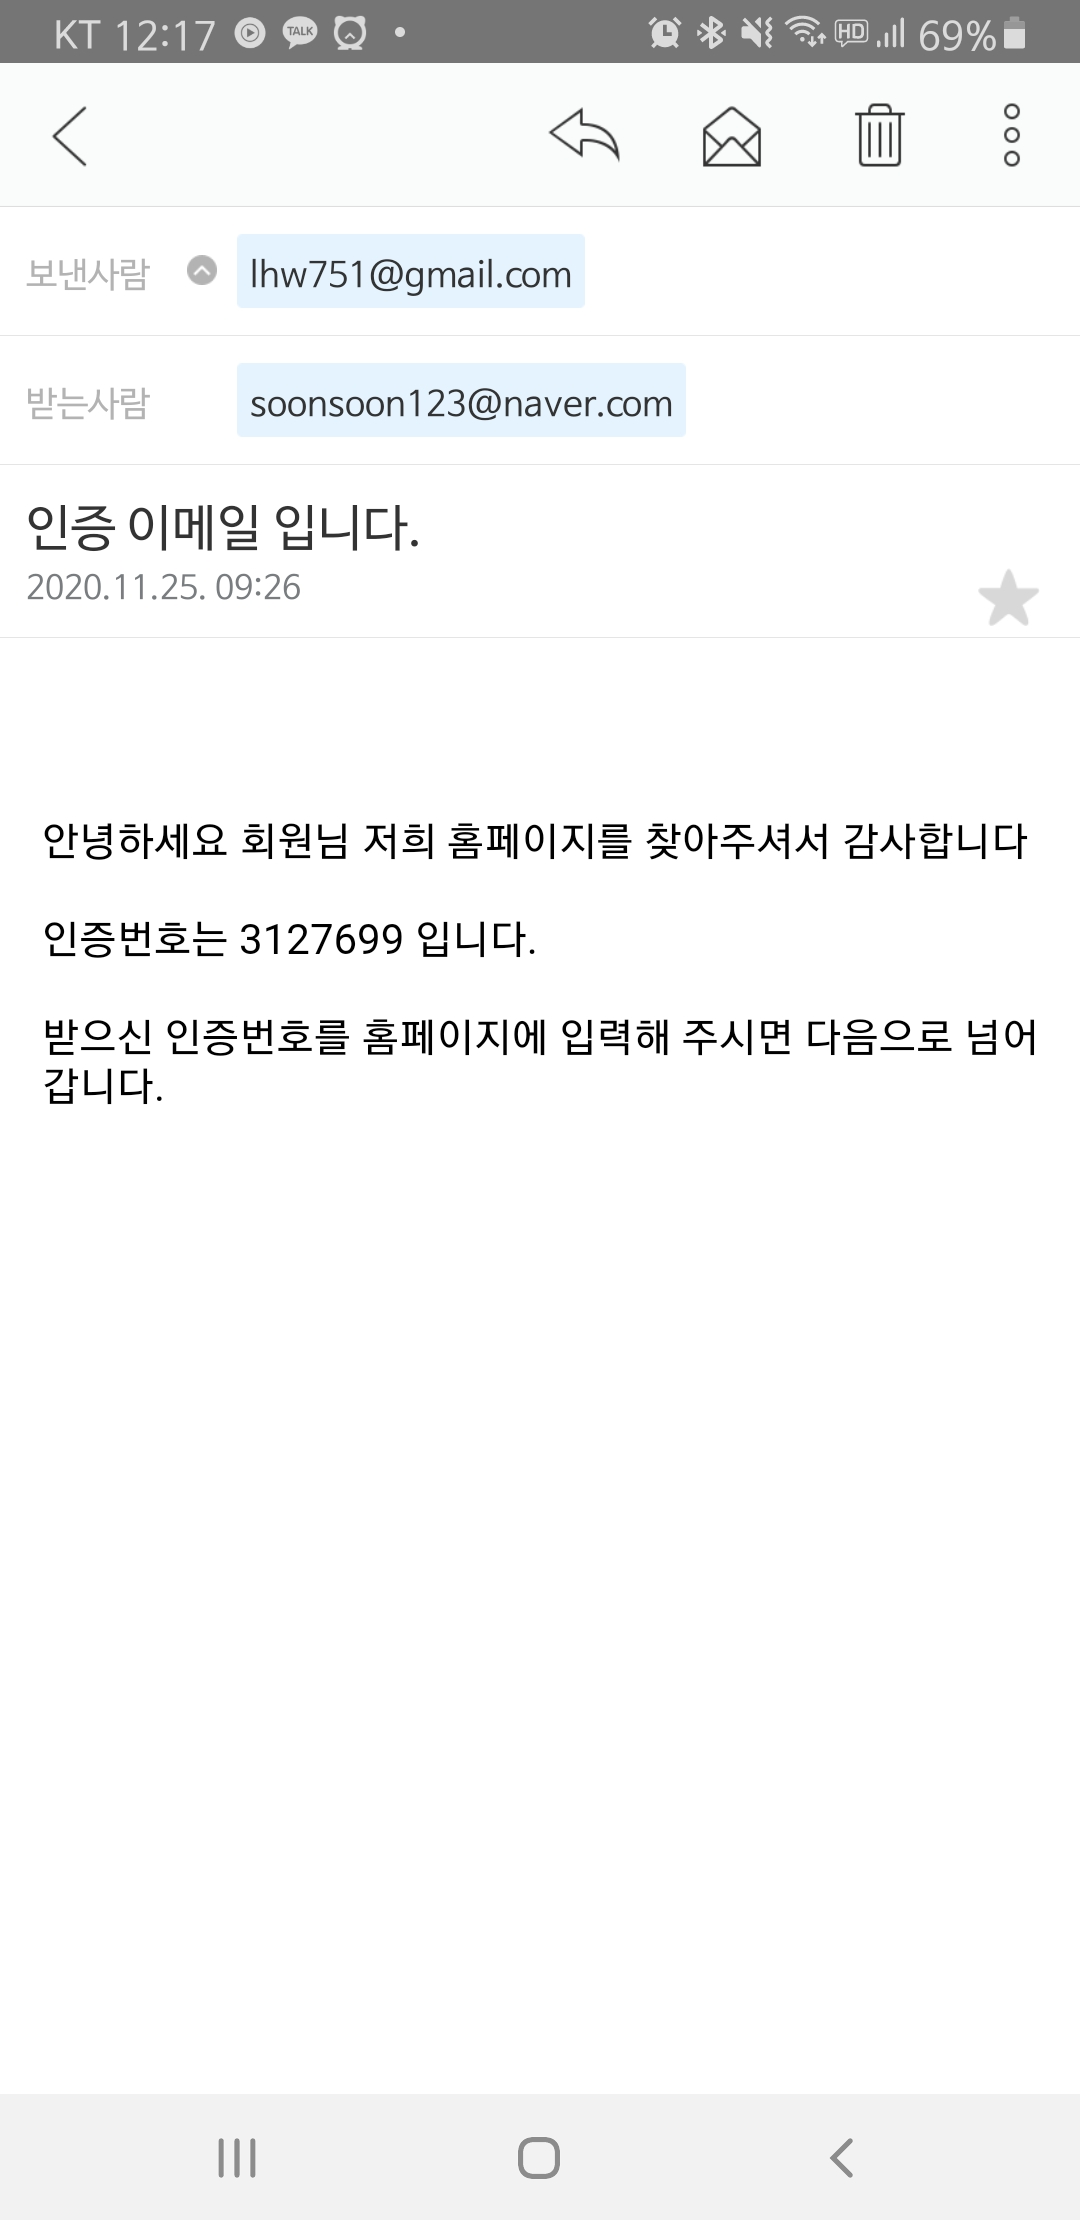 KT 12:17 TALK HD 69%
보낸사람 lhw751@gmail.com
받는사람 soonsoon123@naver.com
인증 이메일 입니다.
2020.11.25. 09:26
안녕하세요 회원님 저희 홈페이지를 찾아주셔서 감사합니다
인증번호는 3127699 입니다.
받으신 인증번호를 홈페이지에 입력해 주시면 다음으로 넘어
갑니다.